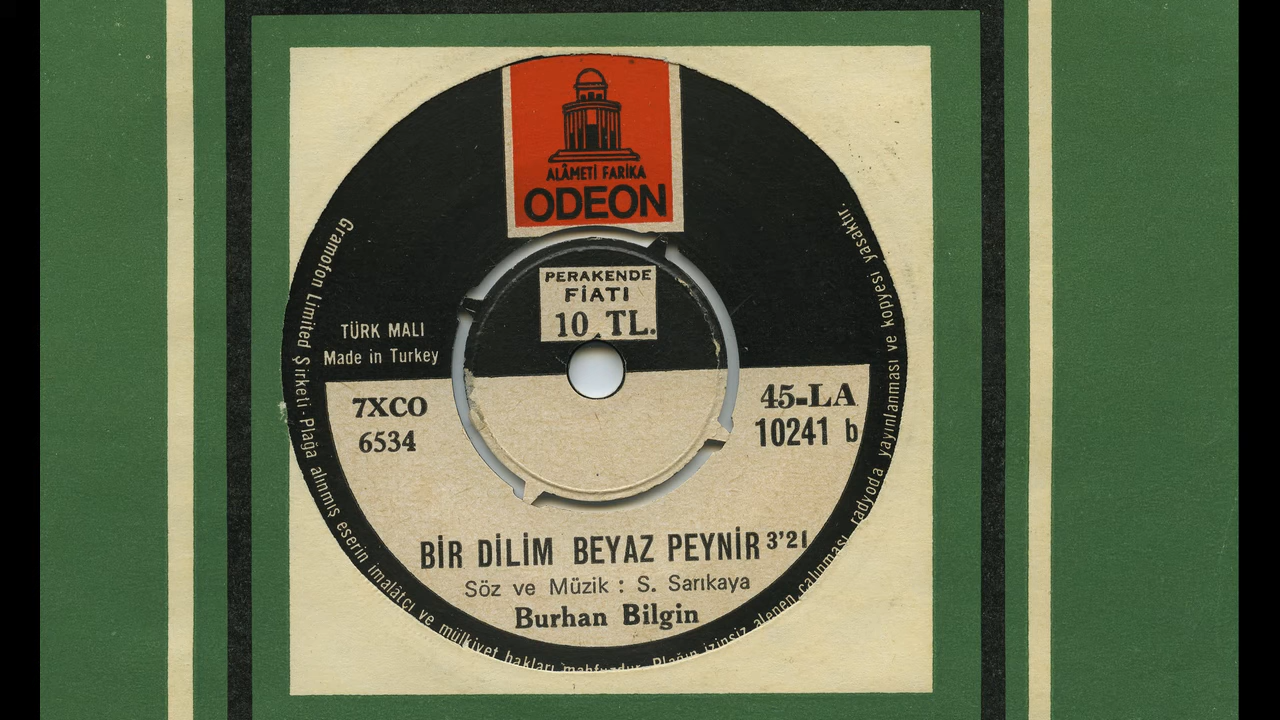 ALÂMETİ FARİKA
ODEON
PERAKENDE
FİATI
10 TL.
TÜRK MALI
Made in Turkey
7XCO
6534
45-LA
10241 b
BİR DİLİM BEYAZ PEYNİR 3'21
Söz ve Müzik : S. Sarıkaya
Burhan Bilgin
Gramofon Limited Şirketi - Plağa alınmış eserin imalâtçı ve mülkiyet hakları mahfuzdur. Plağın izinsiz alenen çalınması, radyoda yayınlanması ve kopyesi yasaktır.